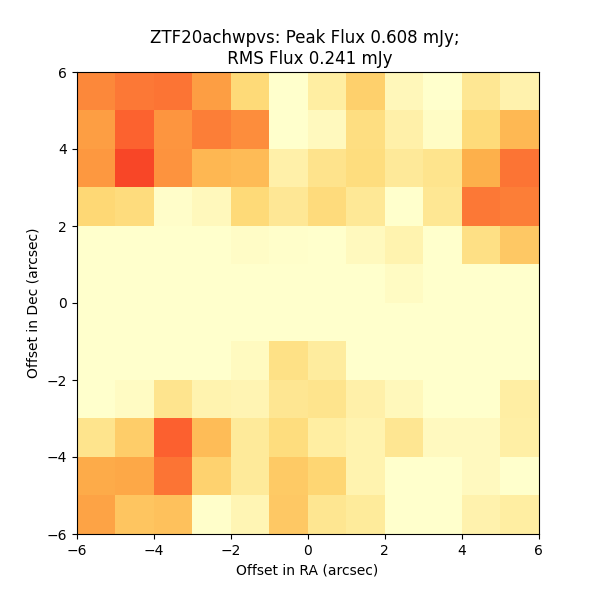 ZTF20achwpvs: Peak Flux 0.608 mJy;
RMS Flux 0.241 mJy
6
4
2
0
−2
−4
−6
Offset in Dec (arcsec)
−6 −4 −2 0 2 4 6
Offset in RA (arcsec)